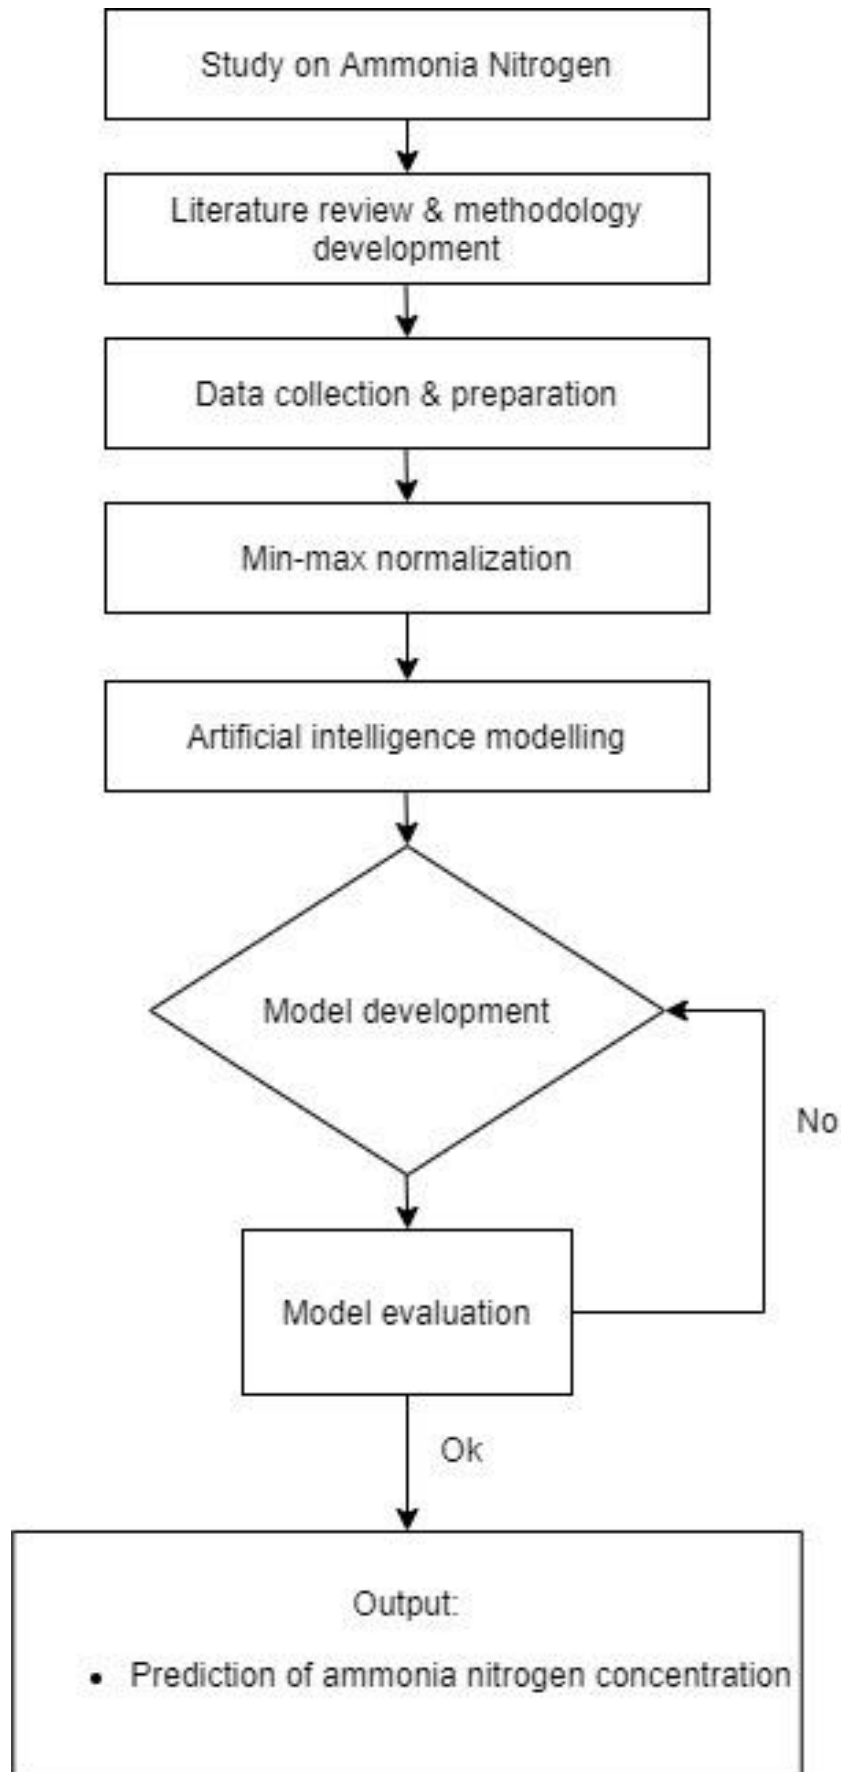 Study on Ammonia Nitrogen
Literature review & methodology
development
Data collection & preparation
Min-max normalization
Artificial intelligence modelling
Model development
No
Model evaluation
Ok
Output:
• Prediction of ammonia nitrogen concentration